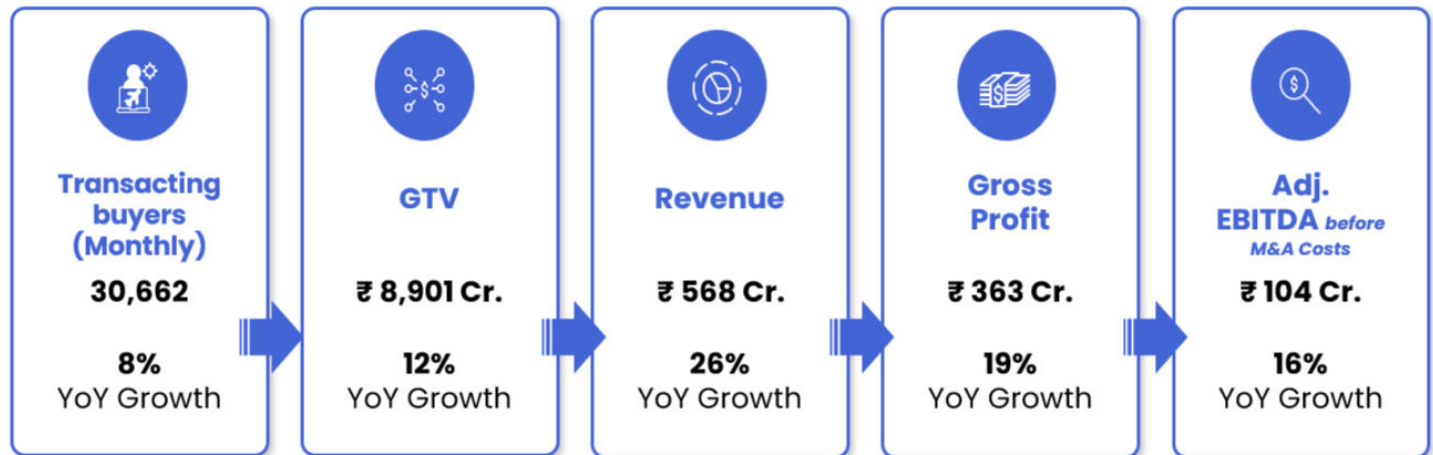 Transacting
buyers
(Monthly)
30,662
8%
YoY Growth
GTV
₹ 8,901 Cr.
12%
YoY Growth
Revenue
₹ 568 Cr.
26%
YoY Growth
Gross
Profit
₹ 363 Cr.
19%
YoY Growth
Adj.
EBITDA before
M&A Costs
₹ 104 Cr.
16%
YoY Growth